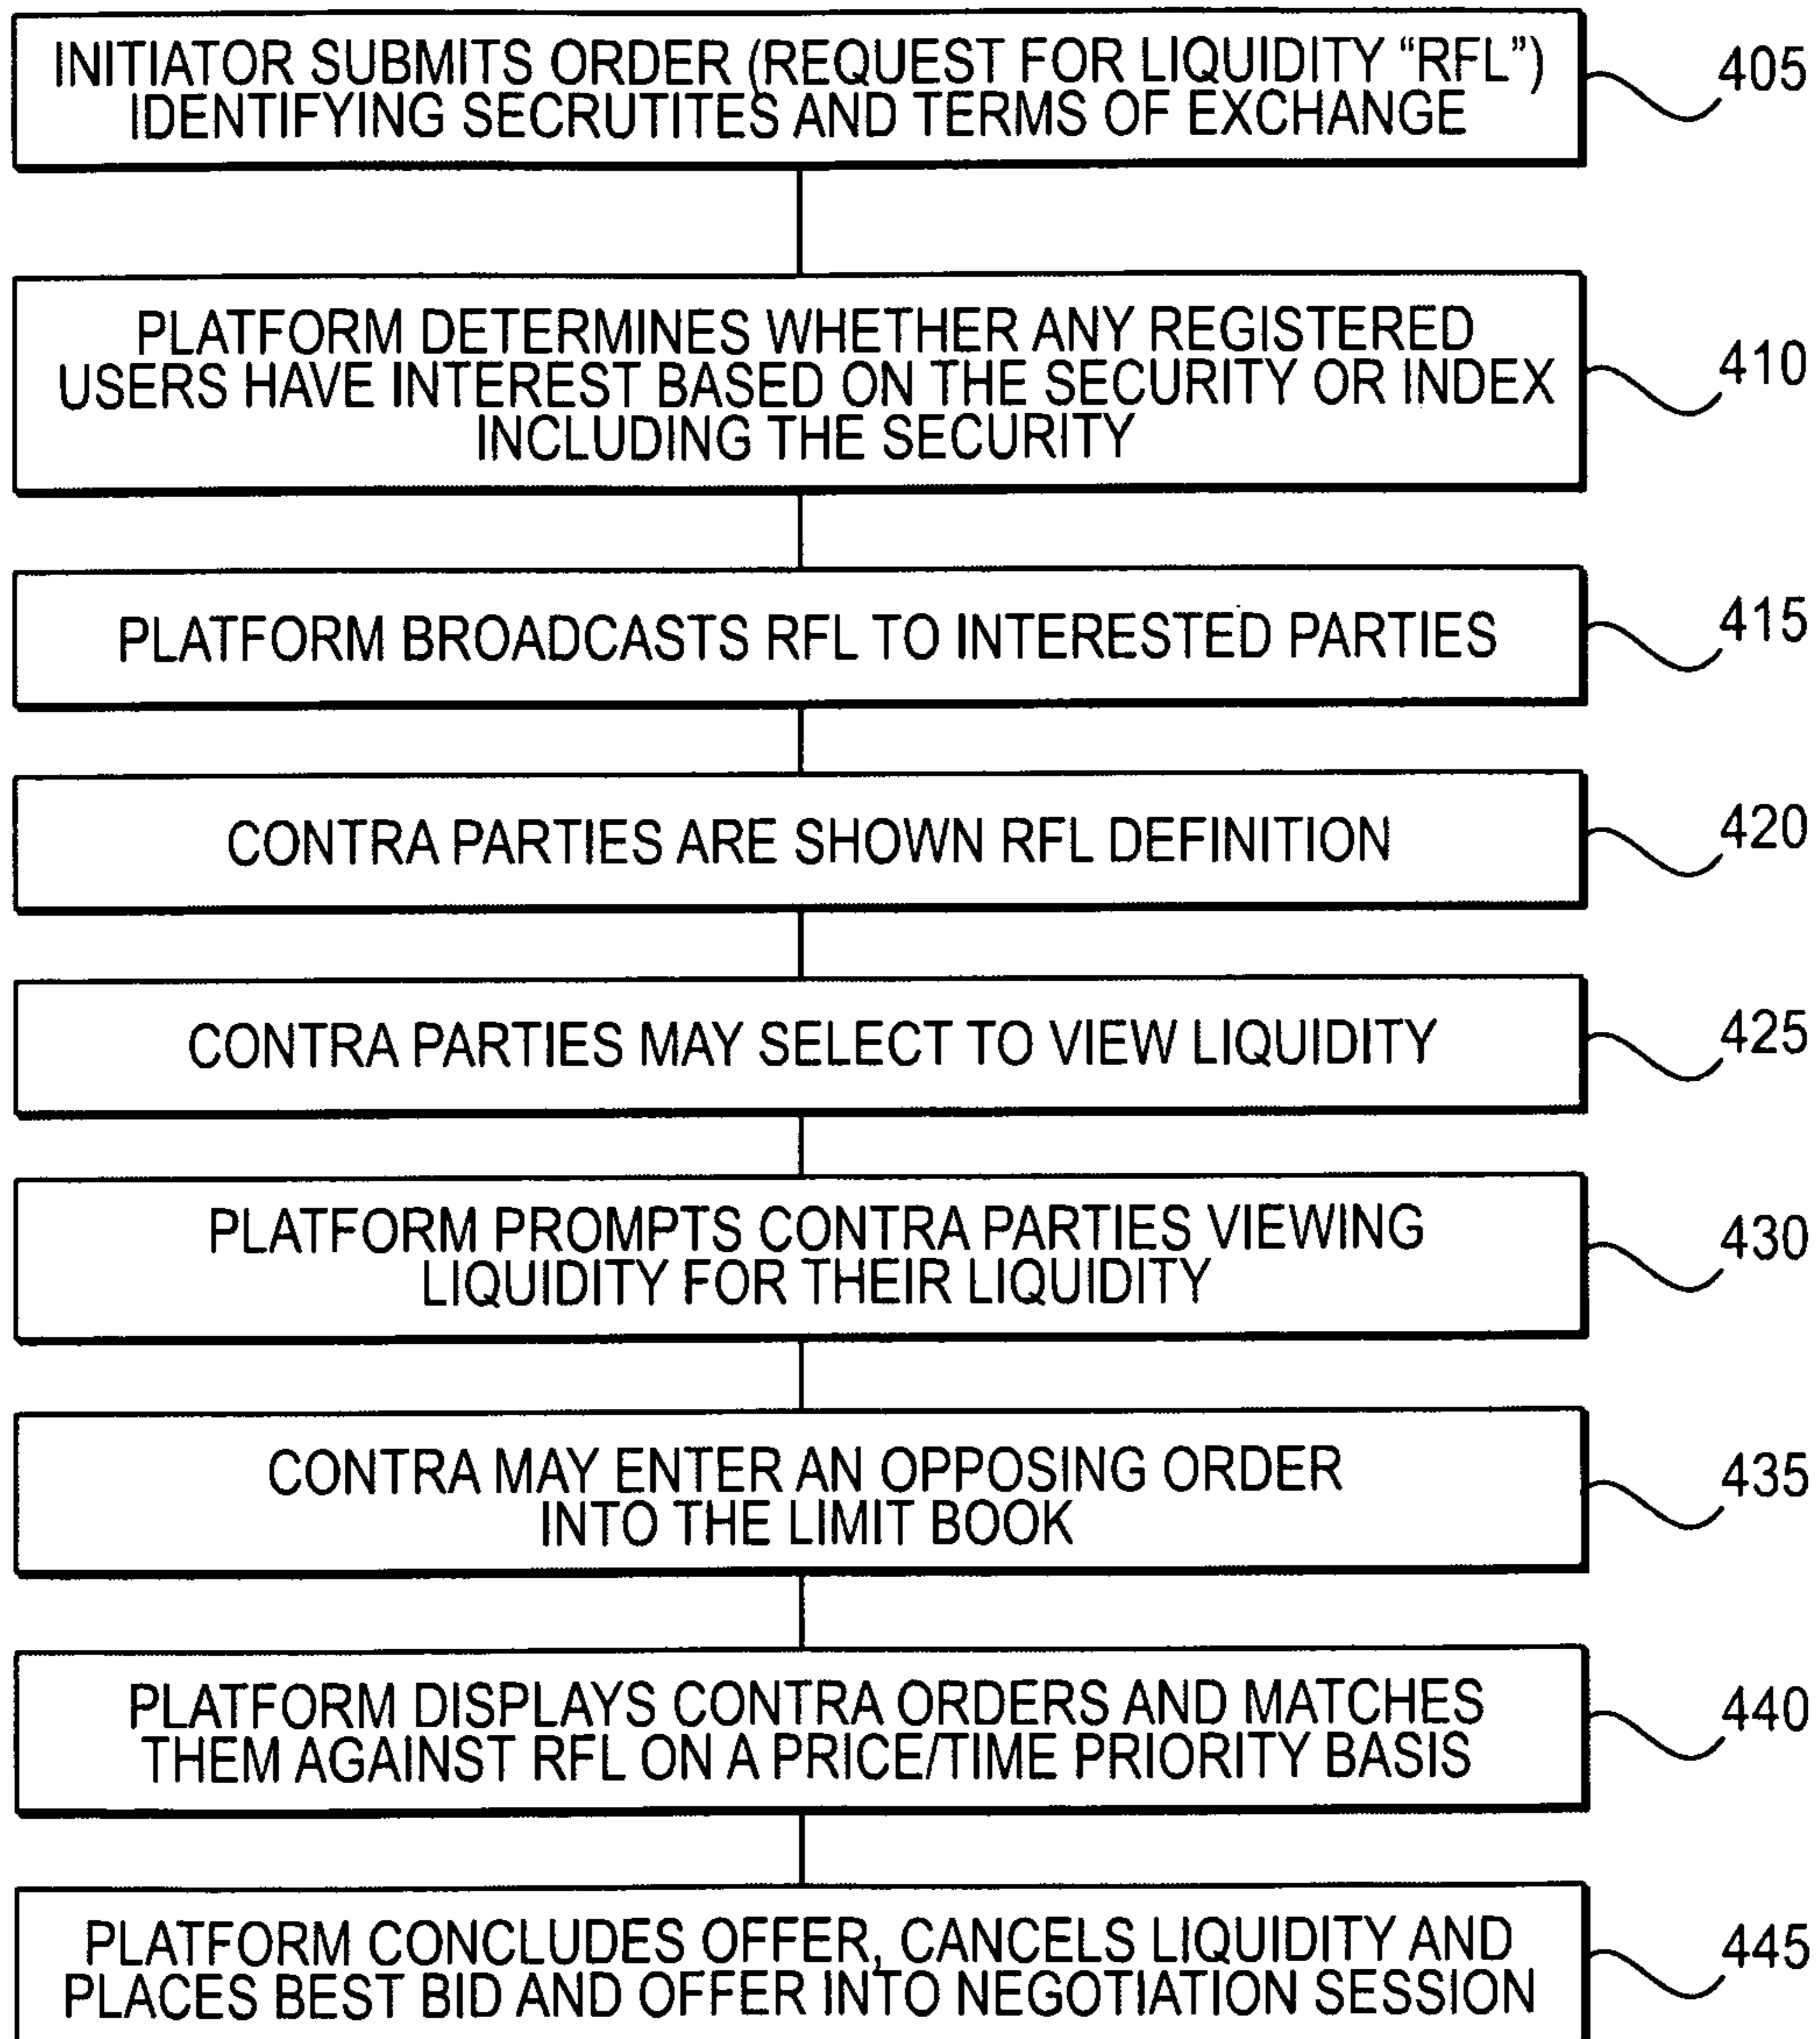 INITIATOR SUBMITS ORDER (REQUEST FOR LIQUIDITY “RFL”)
IDENTIFYING SECRUTITES AND TERMS OF EXCHANGE
405
PLATFORM DETERMINES WHETHER ANY REGISTERED
USERS HAVE INTEREST BASED ON THE SECURITY OR INDEX
INCLUDING THE SECURITY
410
PLATFORM BROADCASTS RFL TO INTERESTED PARTIES
415
CONTRA PARTIES ARE SHOWN RFL DEFINITION
420
CONTRA PARTIES MAY SELECT TO VIEW LIQUIDITY
425
PLATFORM PROMPTS CONTRA PARTIES VIEWING
LIQUIDITY FOR THEIR LIQUIDITY
430
CONTRA MAY ENTER AN OPPOSING ORDER
INTO THE LIMIT BOOK
435
PLATFORM DISPLAYS CONTRA ORDERS AND MATCHES
THEM AGAINST RFL ON A PRICE/TIME PRIORITY BASIS
440
PLATFORM CONCLUDES OFFER, CANCELS LIQUIDITY AND
PLACES BEST BID AND OFFER INTO NEGOTIATION SESSION
445